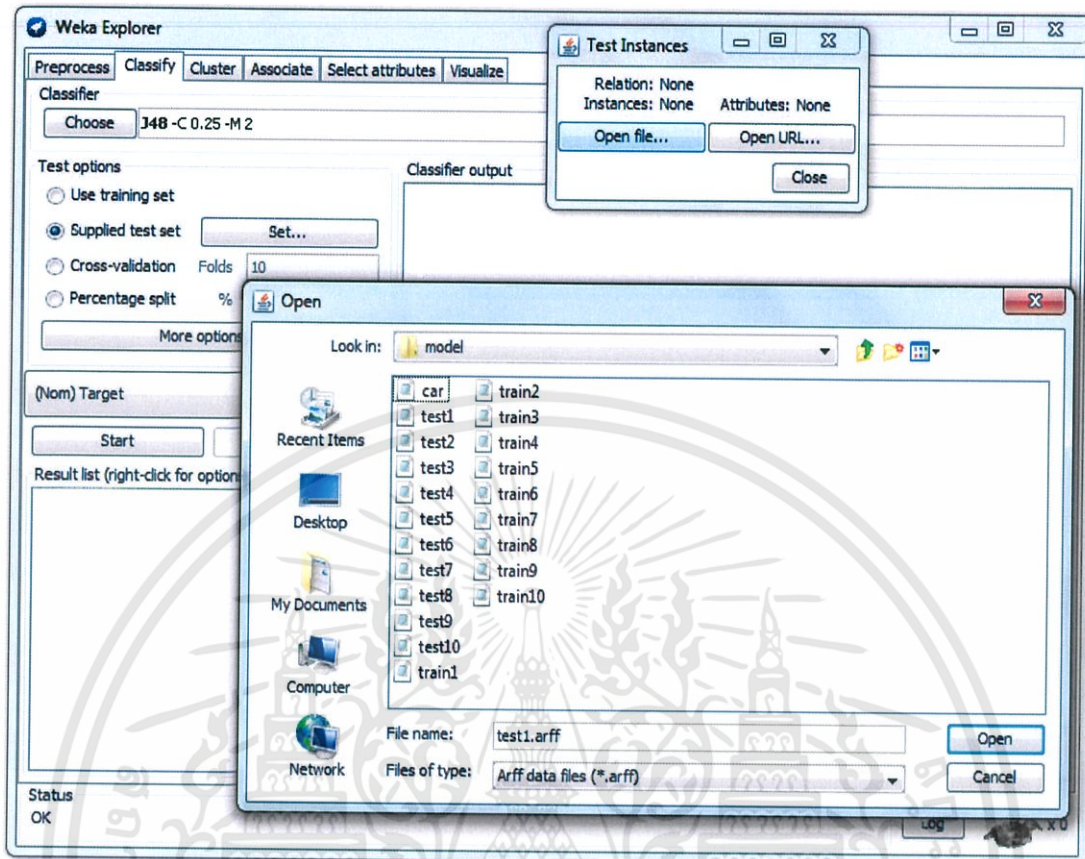 Weka Explorer
Preprocess Classify Cluster Associate Select attributes Visualize
Classifier
Choose J48 -C 0.25 -M 2
Test options
Use training set
Supplied test set Set...
Cross-validation Folds 10
Percentage split %
More options
(Nom) Target
Start
Result list (right-click for option
Status
OK
Log
x 0
Classifier output
Test Instances
Relation: None
Instances: None Attributes: None
Open file... Open URL...
Close
Open
Look in: model
Recent Items
Desktop
My Documents
Computer
Network
car
test1
test2
test3
test4
test5
test6
test7
test8
test9
test10
train1
train2
train3
train4
train5
train6
train7
train8
train9
train10
File name: test1.arff
Open
Files of type: Arff data files (*.arff)
Cancel